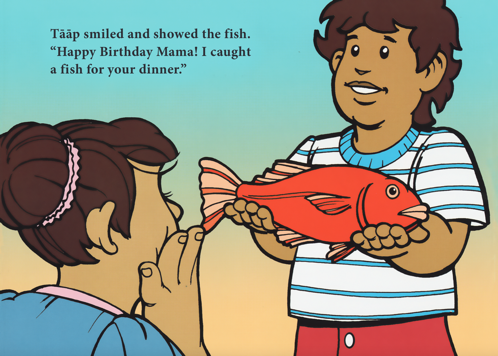 Tāāp smiled and showed the fish.
“Happy Birthday Mama! I caught
a fish for your dinner.”